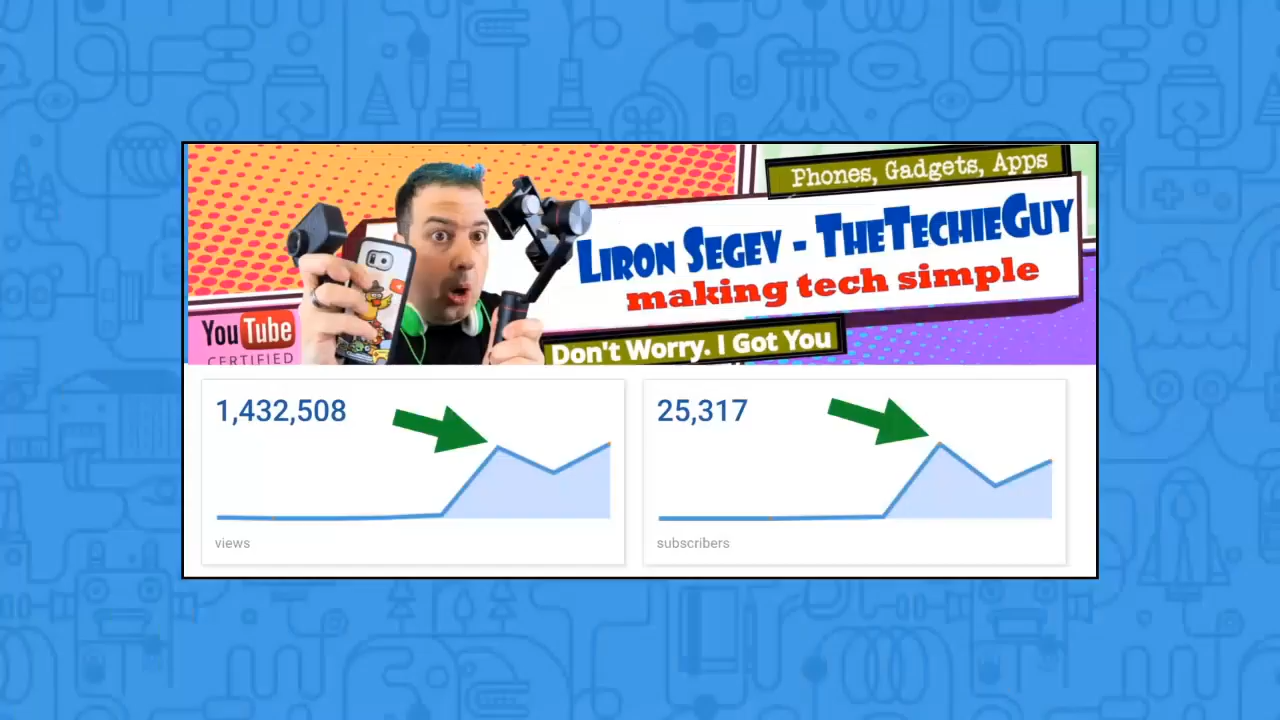 Phones, Gadgets, Apps
LIRON SEGEV - THETECHIEGUY
making tech simple
YouTube
CERTIFIED
Don't Worry. I Got You
1,432,508
25,317
views
subscribers